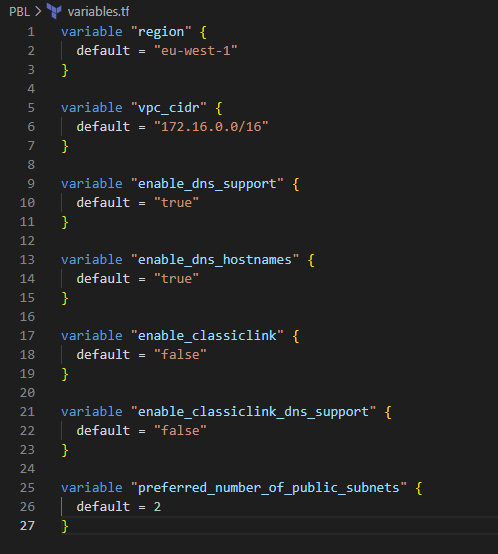 PBL > variables.tf
1 variable "region" {
2   default = "eu-west-1"
3 }
4
5 variable "vpc_cidr" {
6   default = "172.16.0.0/16"
7 }
8
9 variable "enable_dns_support" {
10   default = "true"
11 }
12
13 variable "enable_dns_hostnames" {
14   default = "true"
15 }
16
17 variable "enable_classiclink" {
18   default = "false"
19 }
20
21 variable "enable_classiclink_dns_support" {
22   default = "false"
23 }
24
25 variable "preferred_number_of_public_subnets" {
26   default = 2
27 }